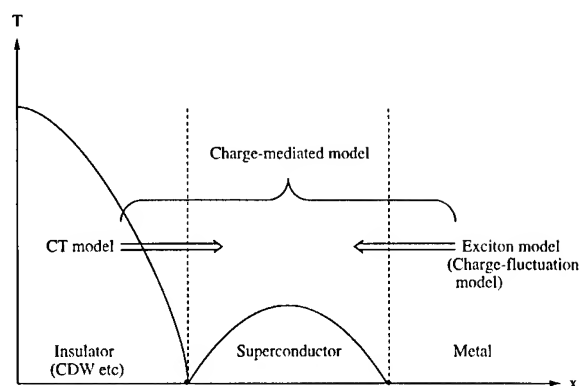 T
Charge-mediated model
CT model
Exciton model
(Charge-fluctuation
model)
Insulator
(CDW etc)
Superconductor
Metal
x